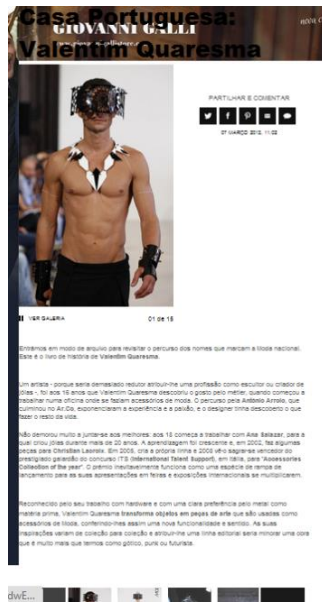 Casa Portuguesa:
GIOVANNI GALLI
Valentim Quaresma
PARTILHAR E COMENTAR
07 MARÇO 2012, 11:02
VER GALERIA
01 de 15
Entrámos em modo de arquivo para revisitar o percurso dos nomes que marcam a Moda nacional.
Este é o livro de história de Valentim Quaresma.
Um artista - porque seria demasiado redutor atribuir-lhe uma profissão como escultor ou criador de
jóias -, foi aos 16 anos que Valentim Quaresma descobriu o gosto pelo métier, quando começou a
trabalhar numa oficina onde se faziam acessórios de moda. O percurso pela António Arroio, que
culminou no Ar.Co, exponenciaram a experiência e a paixão, e o designer tinha descoberto o que
fazer o resto da vida.
Não demorou muito a juntar-se aos melhores: aos 18 começa a trabalhar com Ana Salazar, para a
qual criou jóias durante mais de 20 anos. A aprendizagem foi crescente e, em 2002, faz algumas
peças para Christian Lacroix. Em 2005, cria a própria linha e 2008 vê-o sagrar-se vencedor do
prestigiado galardão do concurso ITS (International Talent Support), em Itália, para "Accessories
Collection of the year". O prémio inevitavelmente funciona como uma espécie de rampa de
lançamento para as suas apresentações em feiras e exposições internacionais se multiplicarem.
Reconhecido pelo seu trabalho com hardware e com uma clara preferência pelo metal como
matéria prima, Valentim Quaresma transforma objetos em peças de arte que são usadas como
acessórios de Moda, conferindo-lhes assim uma nova funcionalidade e sentido. As suas
inspirações variam de coleção para coleção e atribuir-lhe uma linha editorial seria minorar uma obra
que é muito mais que termos como gótico, punk ou futurista.
dwE...